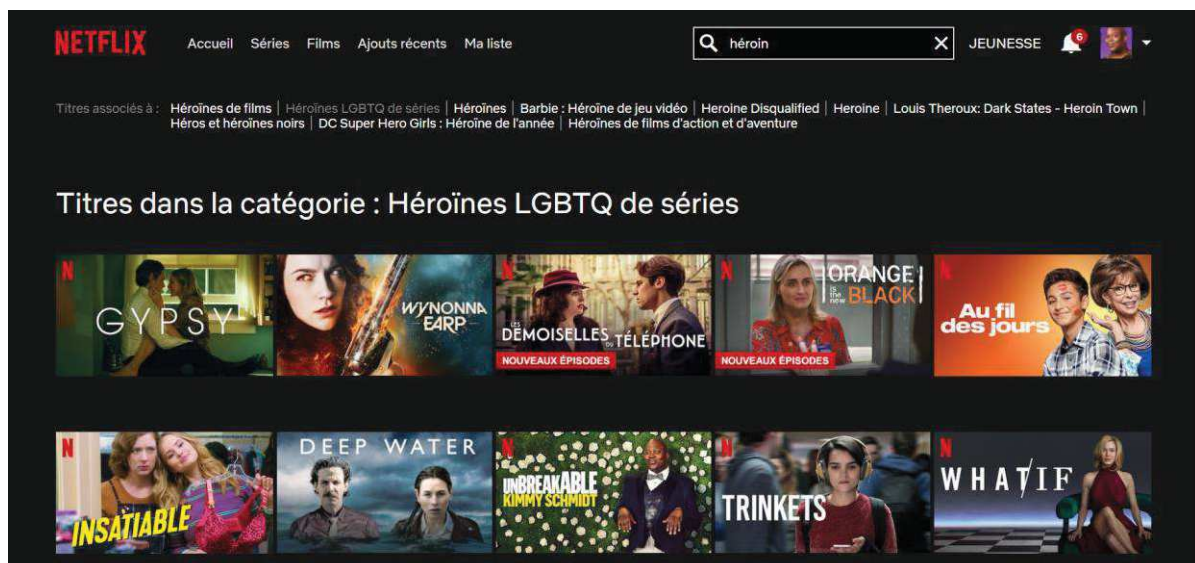 NETFLIX Accueil Séries Films Ajouts récents Ma liste héroin JEUNESSE 6
Titres associés à : Héroïnes de films | Héroïnes LGBTQ de séries | Héroïnes | Barbie : Héroïne de jeu vidéo | Heroine Disqualified | Heroine | Louis Theroux: Dark States - Heroin Town |
Héros et héroïnes noirs | DC Super Hero Girls : Héroïne de l'année | Héroïnes de films d'action et d'aventure
Titres dans la catégorie : Héroïnes LGBTQ de séries
N
GYPSY
WYNONNA
EARP
N
LES
DEMOISELLES DU TÉLÉPHONE
NOUVEAUX ÉPISODES
N
ORANGE
is the new BLACK
NOUVEAUX ÉPISODES
N
Au fil
des jours
N
INSATIABLE
DEEP WATER
N
UNBREAKABLE
KIMMY SCHMIDT
N
TRINKETS
N
WHAT/IF